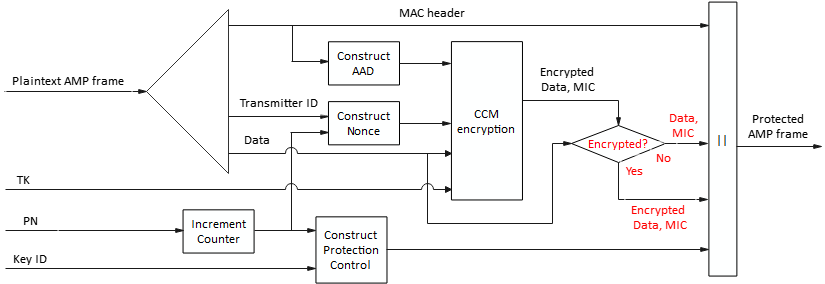 MAC header
Construct
AAD
Plaintext AMP frame
Encrypted
Data, MIC
Transmitter ID
Construct
Nonce
CCM
encryption
Data,
MIC
Protected
AMP frame
Data
Encrypted?
No
Yes
II
TK
Encrypted
Data, MIC
PN
Increment
Counter
Construct
Protection
Control
Key ID